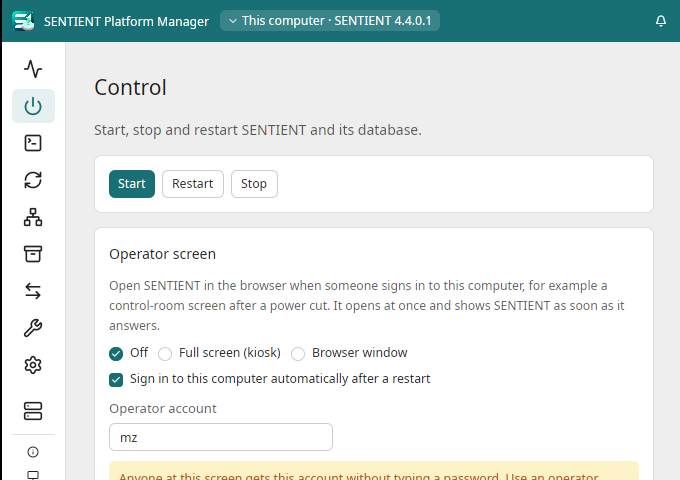 SENTIENT Platform Manager
This computer · SENTIENT 4.4.0.1
Control
Start, stop and restart SENTIENT and its database.
Start
Restart
Stop
Operator screen
Open SENTIENT in the browser when someone signs in to this computer, for example a
control-room screen after a power cut. It opens at once and shows SENTIENT as soon as it
answers.
Off
Full screen (kiosk)
Browser window
Sign in to this computer automatically after a restart
Operator account
mz
Anyone at this screen gets this account without typing a password. Use an operator